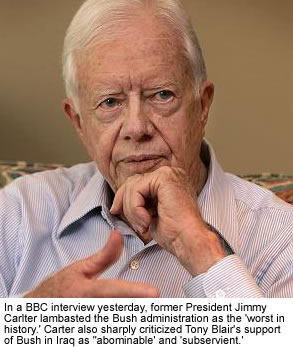 In a BBC interview yesterday, former President Jimmy
Carlter lambasted the Bush administration as the 'worst in
history.' Carter also sharply criticized Tony Blair's support
of Bush in Iraq as "abominable' and 'subservient.'